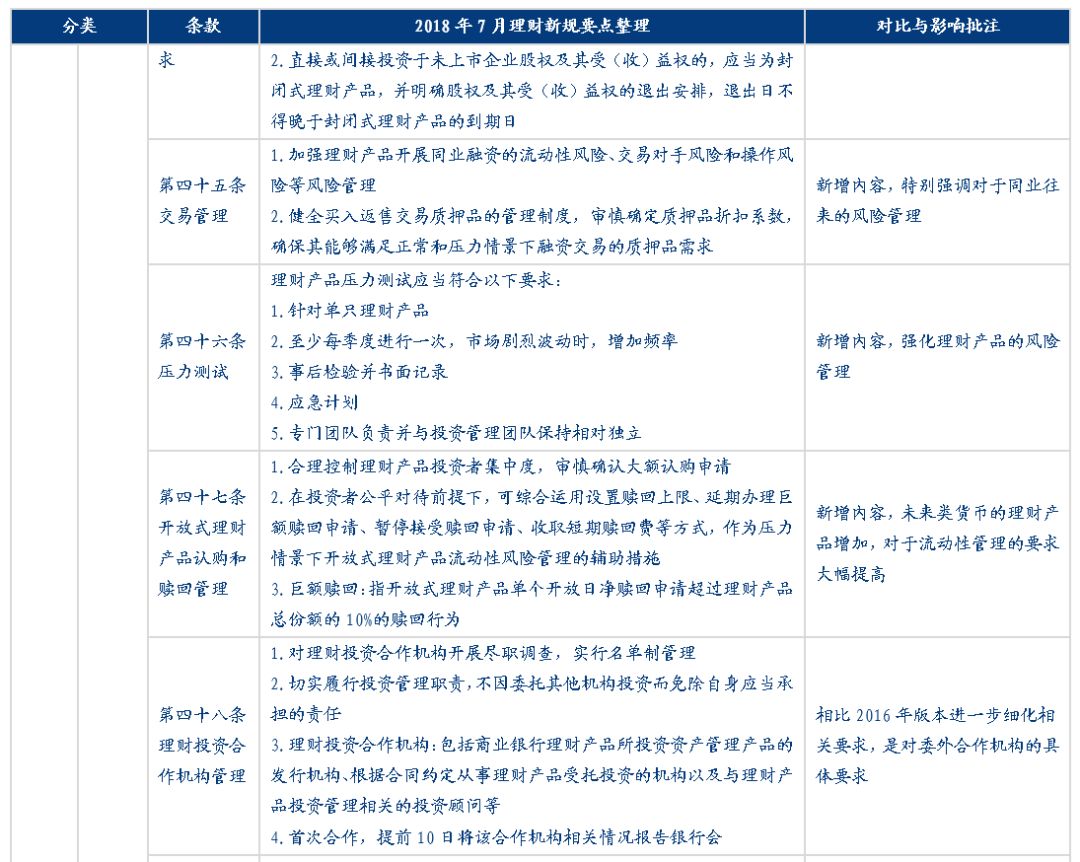 分类 条款 2018年7月理财新规要点整理 对比与影响批注
求
2.直接或间接投资于未上市企业股权及其受（收）益权的，应当为封
闭式理财产品，并明确股权及其受（收）益权的退出安排，退出日不
得晚于封闭式理财产品的到期日
第四十五条
交易管理
1.加强理财产品开展同业融资的流动性风险、交易对手风险和操作风
险等风险管理
2.健全买入返售交易质押品的管理制度，审慎确定质押品折扣系数，
确保其能够满足正常和压力情景下融资交易的质押品需求
新增内容，特别强调对于同业往
来的风险管理
第四十六条
压力测试
理财产品压力测试应当符合以下要求：
1.针对单只理财产品
2.至少每季度进行一次，市场剧烈波动时，增加频率
3.事后检验并书面记录
4.应急计划
5.专门团队负责并与投资管理团队保持相对独立
新增内容，强化理财产品的风险
管理
第四十七条
开放式理财
产品认购和
赎回管理
1.合理控制理财产品投资者集中度，审慎确认大额认购申请
2.在投资者公平对待前提下，可综合运用设置赎回上限、延期办理巨
额赎回申请、暂停接受赎回申请、收取短期赎回费等方式，作为压力
情景下开放式理财产品流动性风险管理的辅助措施
3.巨额赎回：指开放式理财产品单个开放日净赎回申请超过理财产品
总份额的10%的赎回行为
新增内容，未来类货币的理财产
品增加，对于流动性管理的要求
大幅提高
第四十八条
理财投资合
作机构管理
1.对理财投资合作机构开展尽职调查，实行名单制管理
2.切实履行投资管理职责，不因委托其他机构投资而免除自身应当承
担的责任
3.理财投资合作机构：包括商业银行理财产品所投资资产管理产品的
发行机构、根据合同约定从事理财产品受托投资的机构以及与理财产
品投资管理相关的投资顾问等
4.首次合作，提前10日将该合作机构相关情况报告银行会
相比2016年版本进一步细化相
关要求，是对委外合作机构的具
体要求